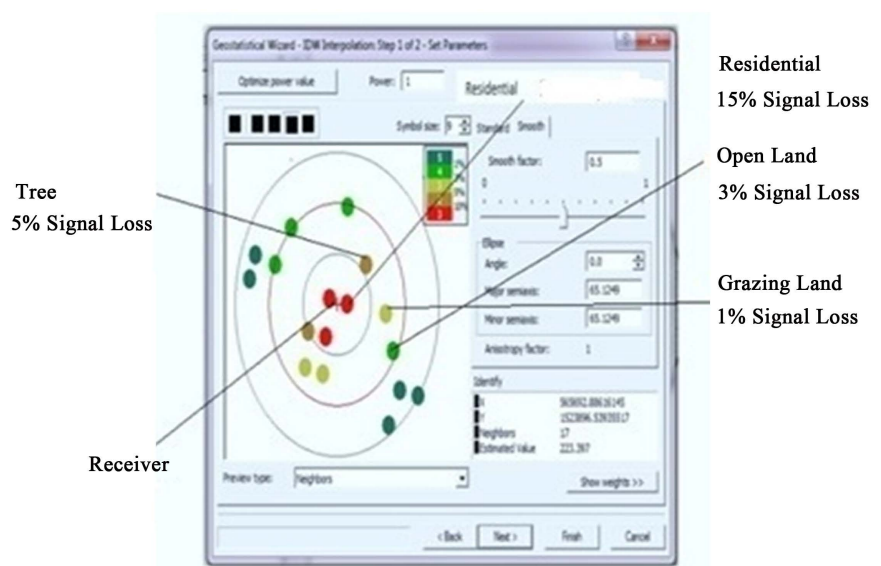 Geostatistical Wizard - IDW Interpolation: Step 1 of 2 - Set Parameters
Optimize power value
Power: 1
Residential
Symbol size: 9
Standard Smooth
Smooth factor: 0.5
0 1
Ellipse
Angle: 0.0
Major semiaxis: 65.1249
Minor semiaxis: 65.1249
Anisotropy factor: 1
Identify
X
Y
Neighbors 17
Estimated Value
Preview type: Neighbors
Show weights >>
< Back Next > Finish Cancel
Tree
5% Signal Loss
Receiver
Residential
15% Signal Loss
Open Land
3% Signal Loss
Grazing Land
1% Signal Loss